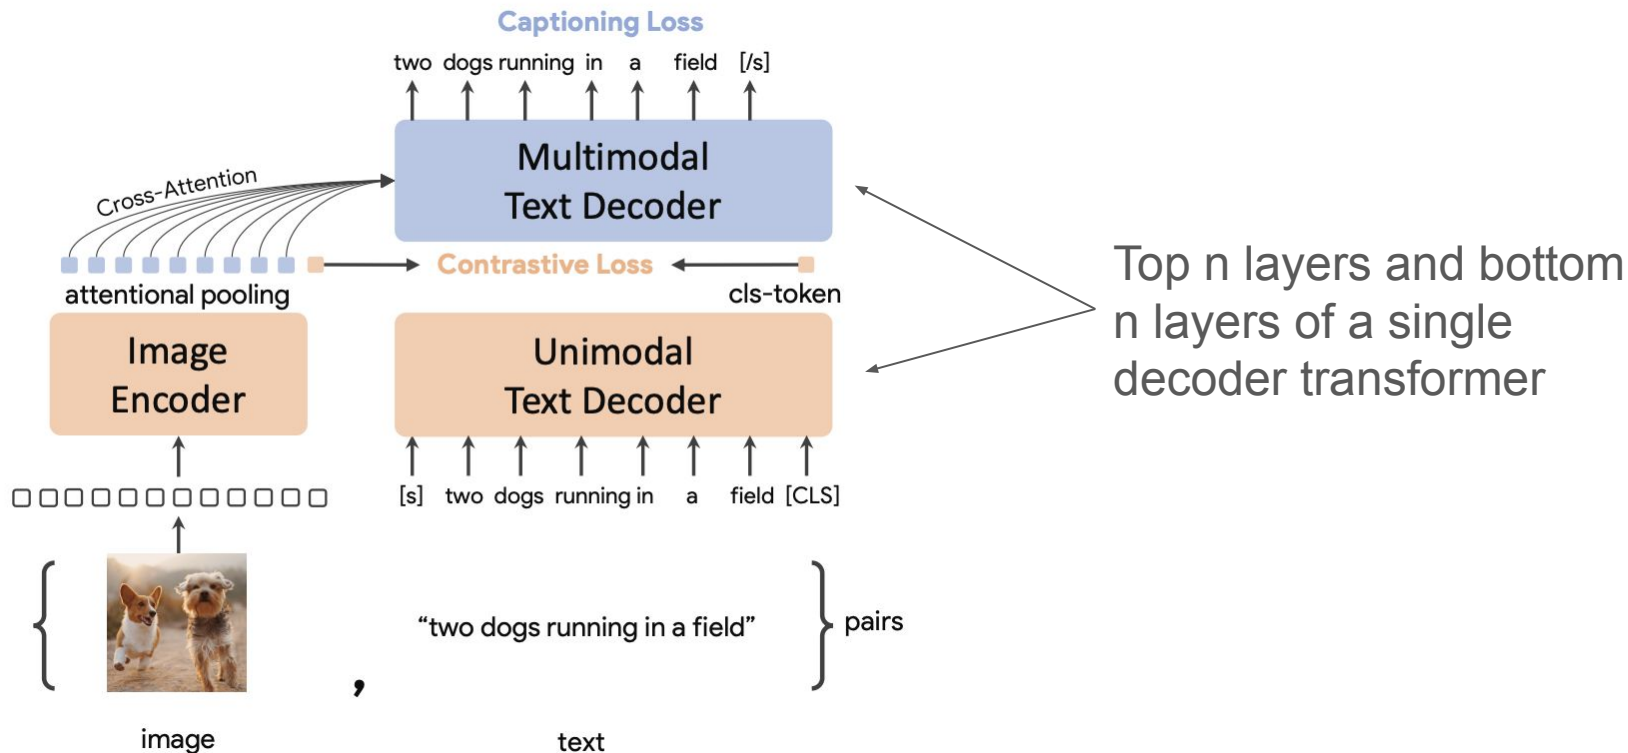 Captioning Loss
two dogs running in a field [/s]
Multimodal
Text Decoder
Cross-Attention
Contrastive Loss
attentional pooling
cls-token
Image
Encoder
Unimodal
Text Decoder
[s] two dogs running in a field [CLS]
“two dogs running in a field”
pairs
,
image
text
Top n layers and bottom
n layers of a single
decoder transformer